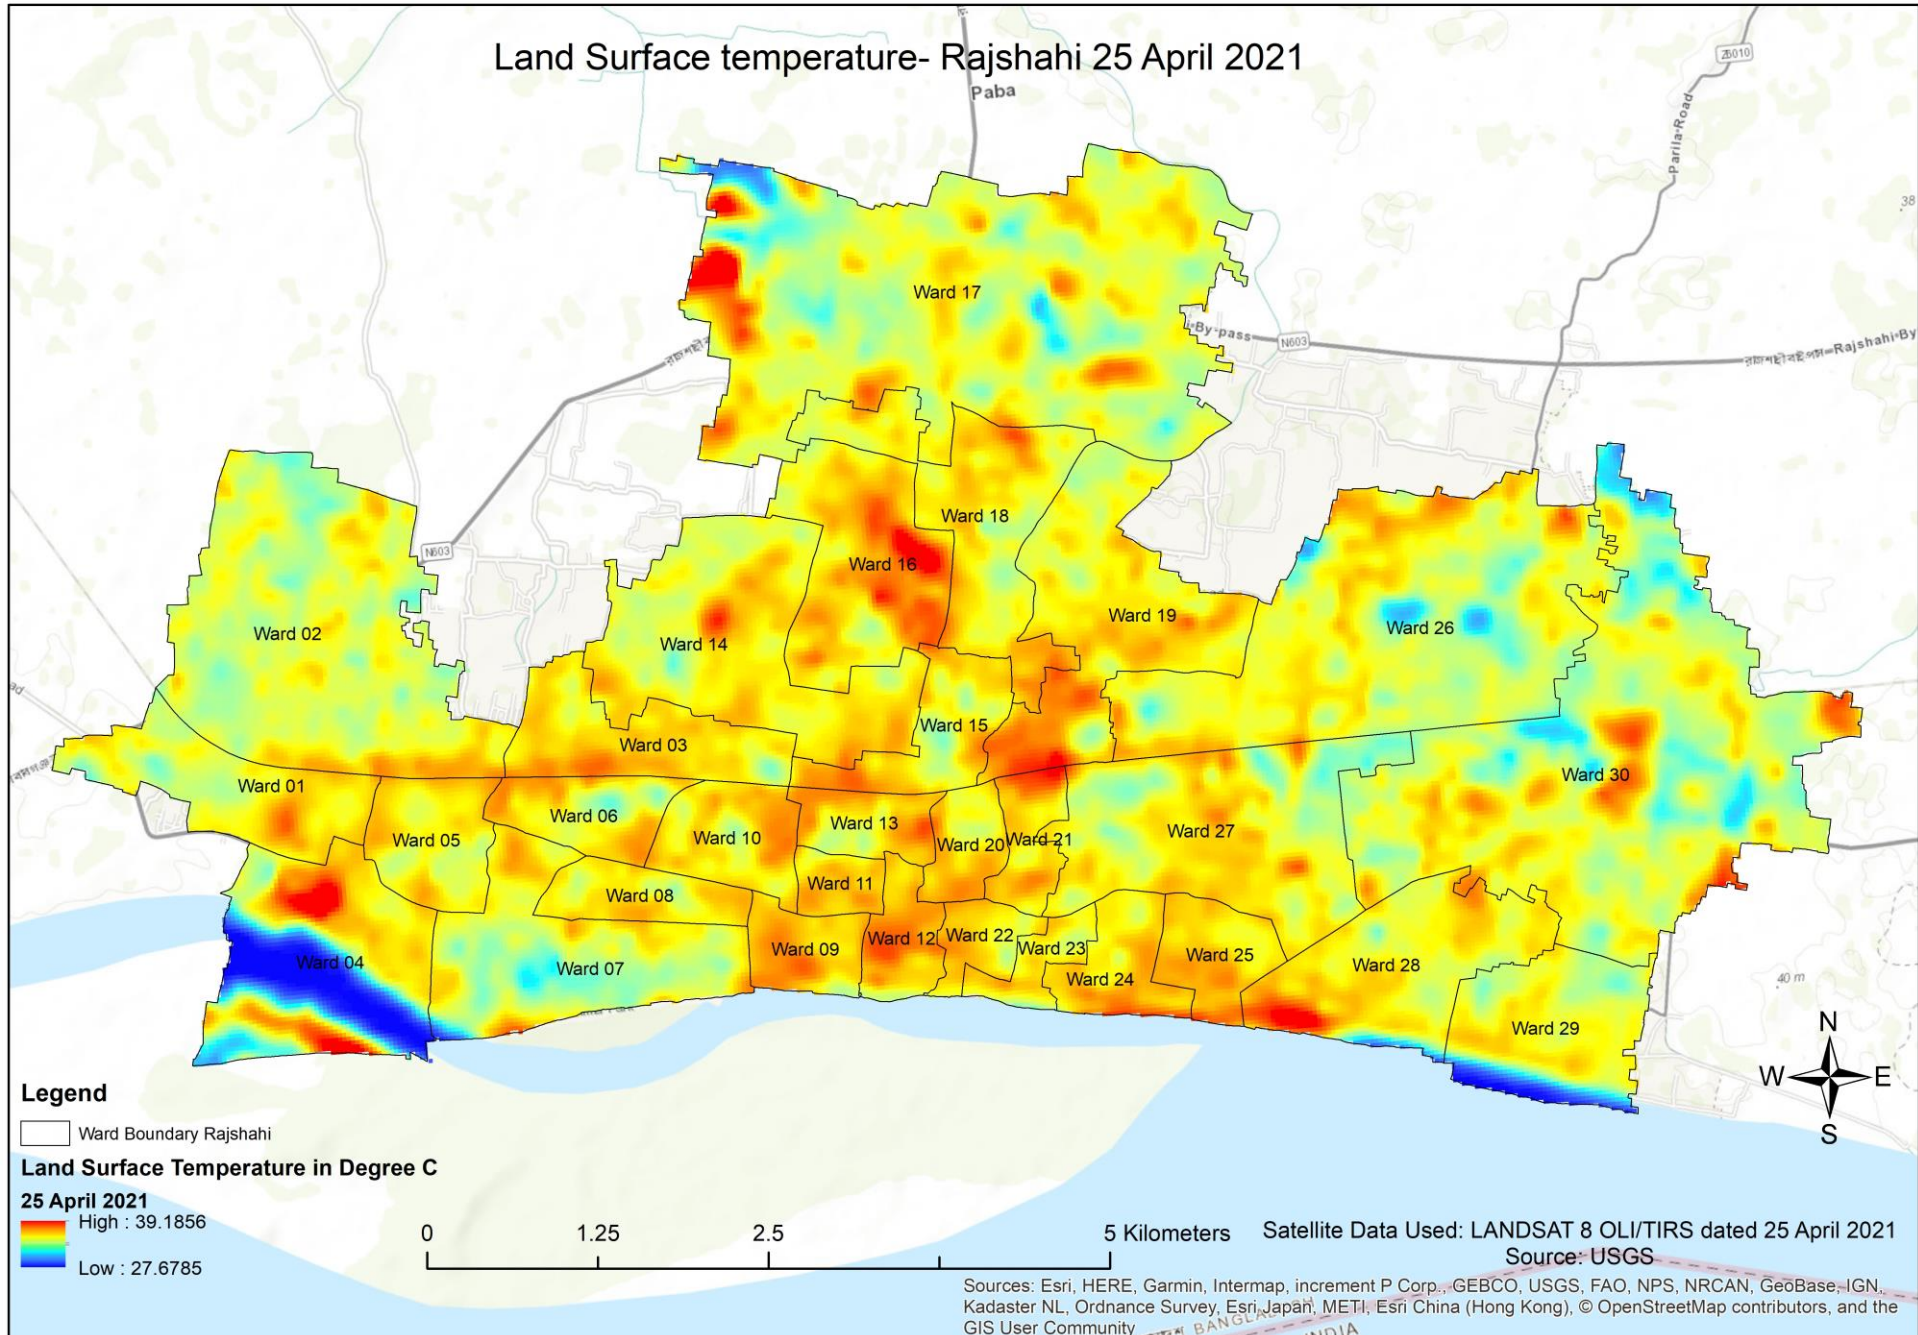 Land Surface temperature- Rajshahi 25 April 2021
Paba
Z6010
Parila-Road
38
Ward 17
i-By-pass
N603
Rajshahi-By
N603
Ward 18
Ward 16
Ward 02
Ward 14
Ward 19
Ward 26
ad
Ward 15
Ward 03
Ward 01
Ward 30
Ward 06
Ward 13
Ward 10
Ward 05
Ward 20
Ward 21
Ward 27
Ward 11
Ward 08
Ward 09
Ward 12
Ward 22
Ward 23
Ward 25
Ward 04
Ward 07
Ward 24
Ward 28
40 m
Ward 29
N
W E
S
Legend
Ward Boundary Rajshahi
Land Surface Temperature in Degree C
25 April 2021
High : 39.1856
Low : 27.6785
0 1.25 2.5 5 Kilometers
Satellite Data Used: LANDSAT 8 OLI/TIRS dated 25 April 2021
Source: USGS
Sources: Esri, HERE, Garmin, Intermap, increment P Corp., GEBCO, USGS, FAO, NPS, NRCAN, GeoBase, IGN,
Kadaster NL, Ordnance Survey, Esri Japan, METI, Esri China (Hong Kong), © OpenStreetMap contributors, and the
GIS User Community
INDIA